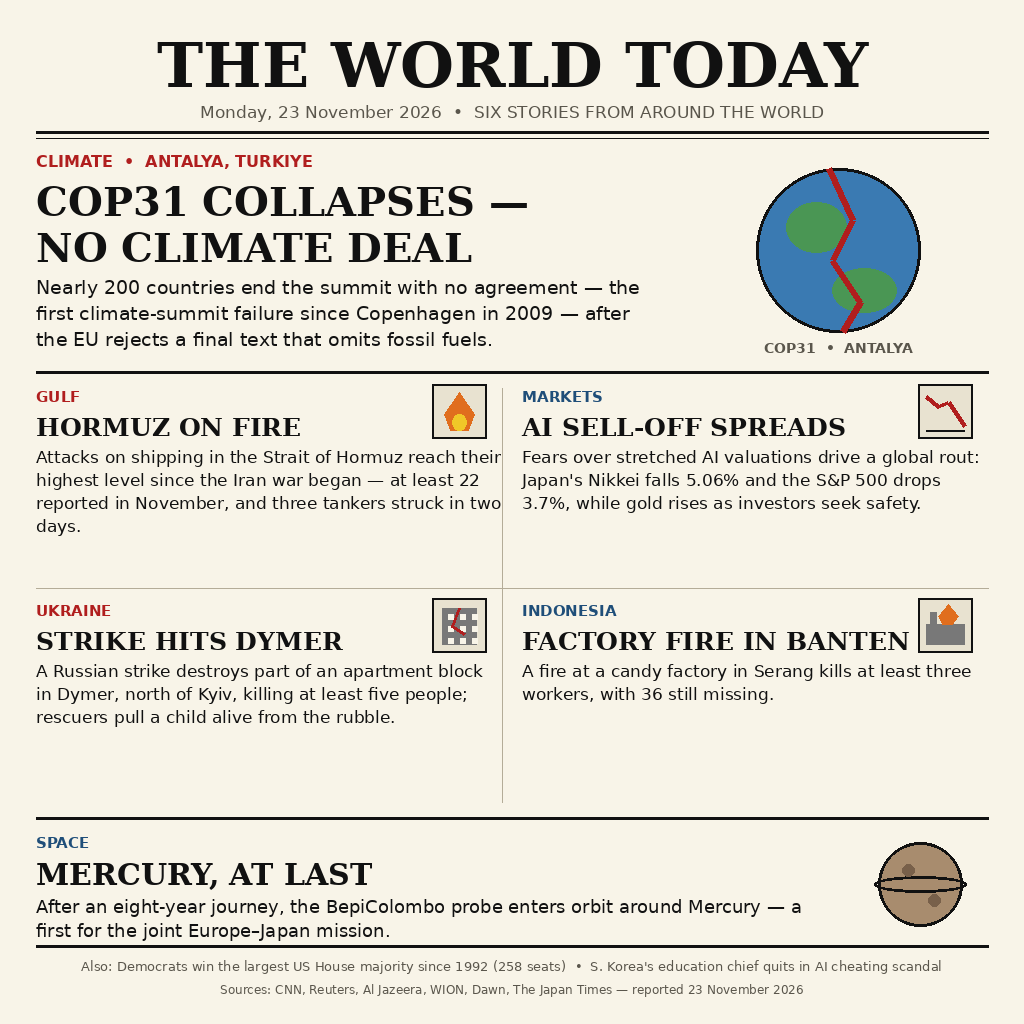 THE WORLD TODAY
Monday, 23 November 2026 • SIX STORIES FROM AROUND THE WORLD
CLIMATE • ANTALYA, TURKIYE
COP31 COLLAPSES —
NO CLIMATE DEAL
Nearly 200 countries end the summit with no agreement — the
first climate-summit failure since Copenhagen in 2009 — after
the EU rejects a final text that omits fossil fuels.
COP31 • ANTALYA
GULF
HORMUZ ON FIRE
Attacks on shipping in the Strait of Hormuz reach their
highest level since the Iran war began — at least 22
reported in November, and three tankers struck in two
days.
MARKETS
AI SELL-OFF SPREADS
Fears over stretched AI valuations drive a global rout:
Japan's Nikkei falls 5.06% and the S&P 500 drops
3.7%, while gold rises as investors seek safety.
UKRAINE
STRIKE HITS DYMER
A Russian strike destroys part of an apartment block
in Dymer, north of Kyiv, killing at least five people;
rescuers pull a child alive from the rubble.
INDONESIA
FACTORY FIRE IN BANTEN
A fire at a candy factory in Serang kills at least three
workers, with 36 still missing.
SPACE
MERCURY, AT LAST
After an eight-year journey, the BepiColombo probe enters orbit around Mercury — a
first for the joint Europe–Japan mission.
Also: Democrats win the largest US House majority since 1992 (258 seats) • S. Korea's education chief quits in AI cheating scandal
Sources: CNN, Reuters, Al Jazeera, WION, Dawn, The Japan Times — reported 23 November 2026